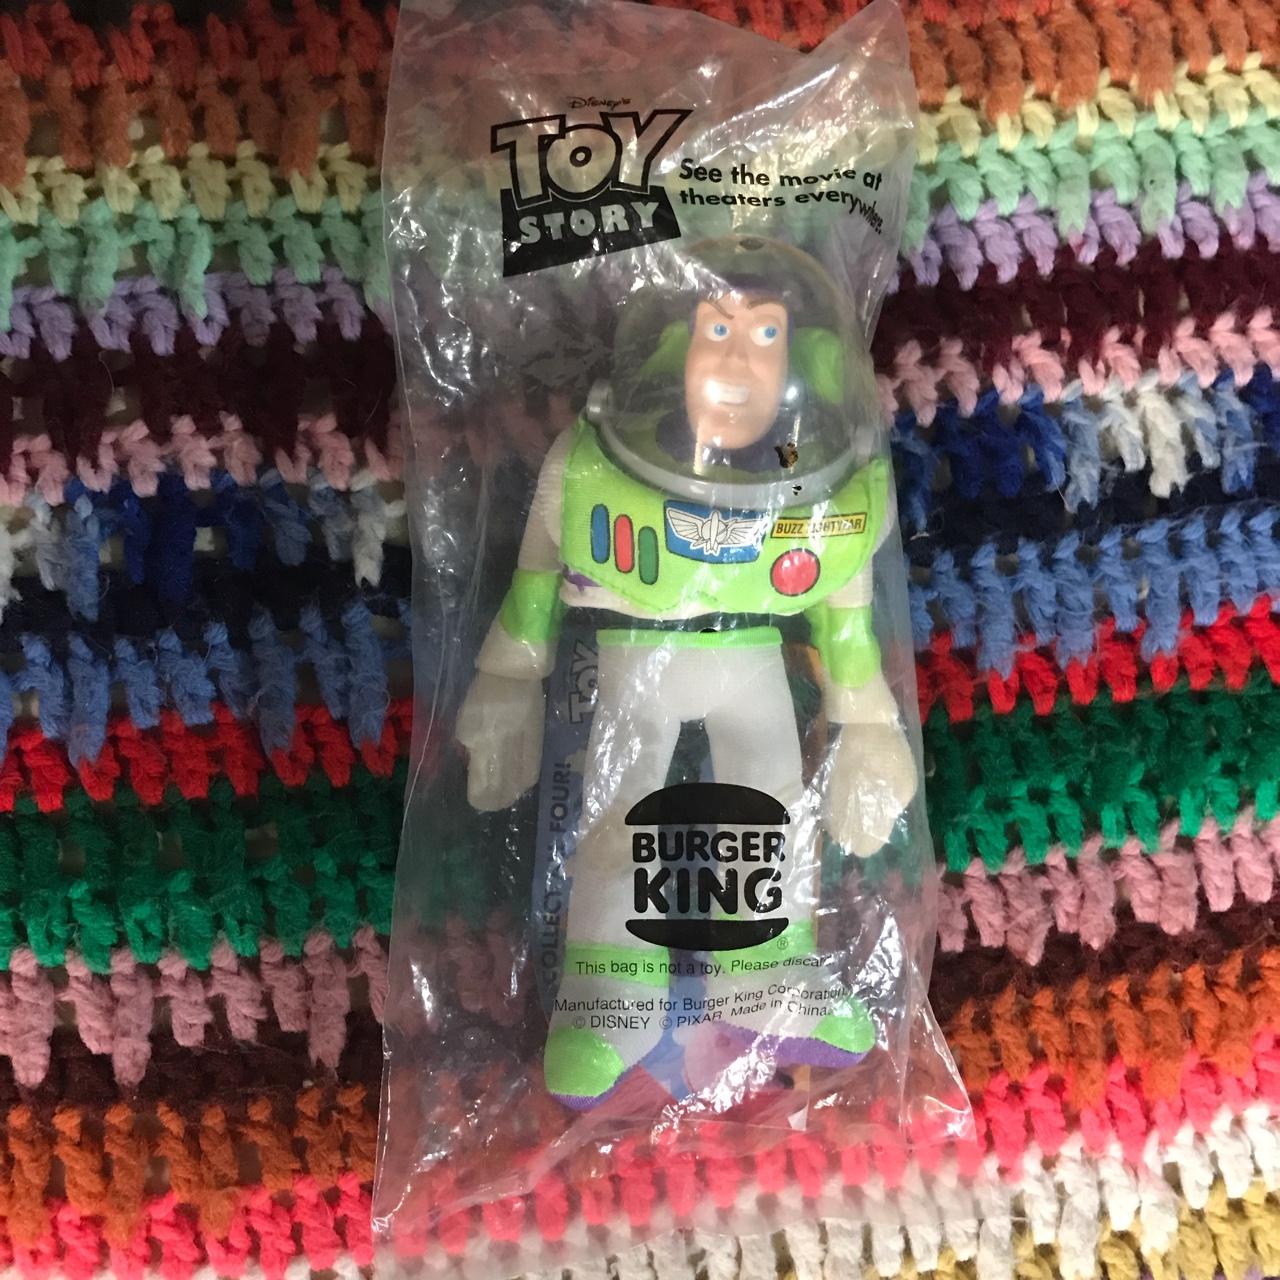 Disney's
TOY
STORY
See the movie at
theaters everywhere.
BUZZ LIGHTYEAR
TOY
COLLECT FOUR!
BURGER
KING
®
This bag is not a toy. Please discard.
Manufactured for Burger King Corporation.
© DISNEY © PIXAR Made in China.